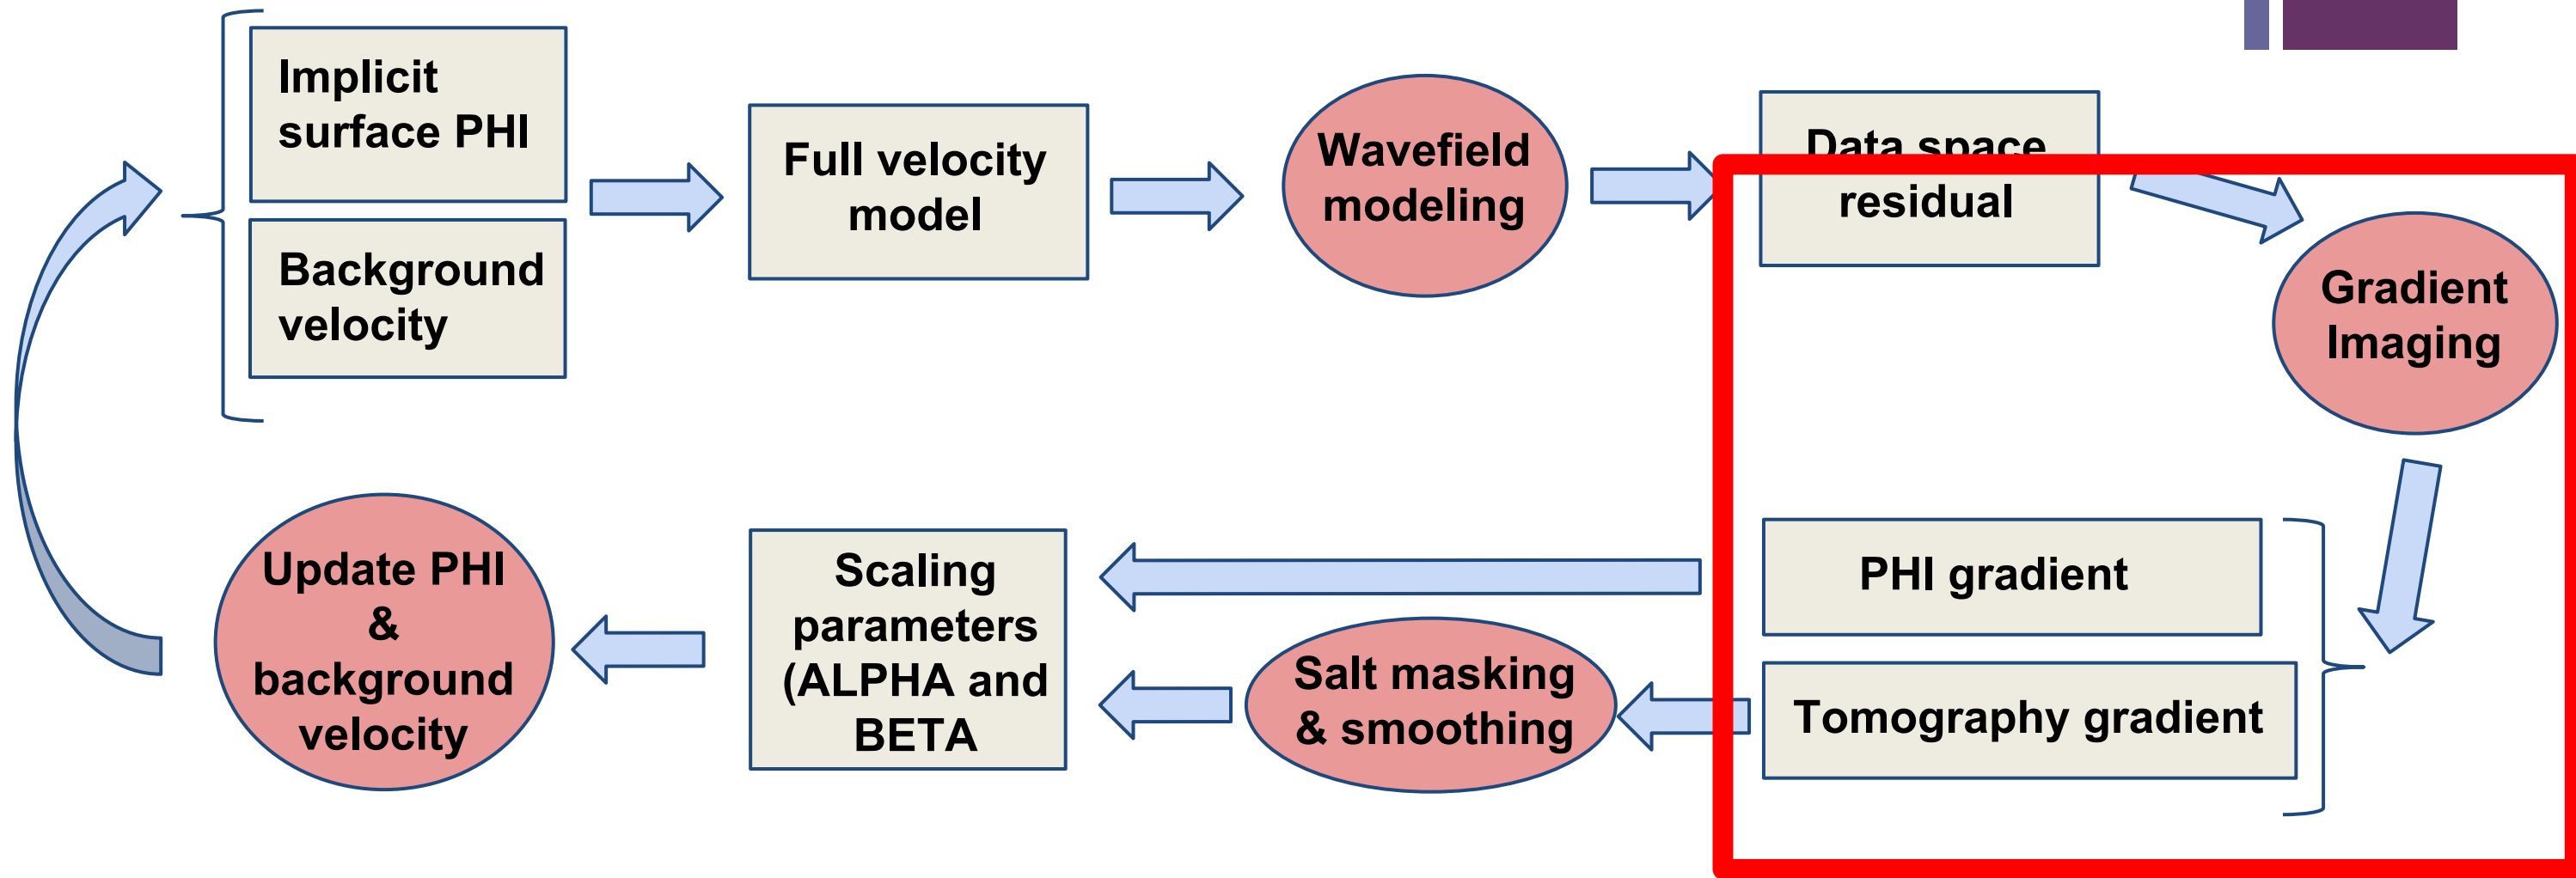 Implicit
surface PHI
Background
velocity
Full velocity
model
Wavefield
modeling
Data space
residual
Gradient
Imaging
PHI gradient
Tomography gradient
Salt masking
& smoothing
Scaling
parameters
(ALPHA and
BETA
Update PHI
&
background
velocity